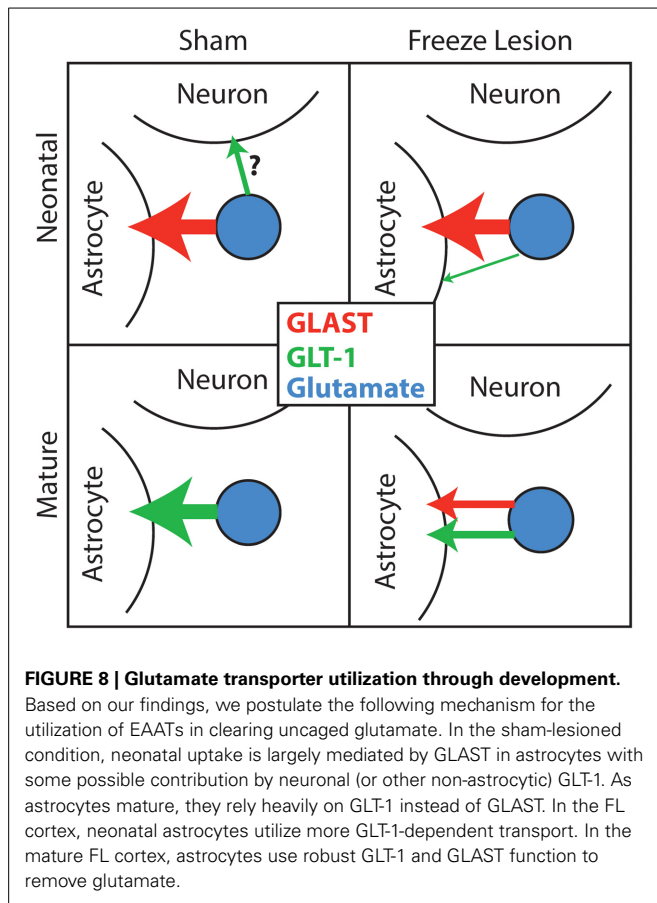 Sham
Freeze Lesion
Neonatal
Neuron
?
Astrocyte
Neuron
Astrocyte
GLAST
GLT-1
Glutamate
Mature
Neuron
Astrocyte
Neuron
Astrocyte
FIGURE 8 | Glutamate transporter utilization through development.
Based on our findings, we postulate the following mechanism for the
utilization of EAATs in clearing uncaged glutamate. In the sham-lesioned
condition, neonatal uptake is largely mediated by GLAST in astrocytes with
some possible contribution by neuronal (or other non-astrocytic) GLT-1. As
astrocytes mature, they rely heavily on GLT-1 instead of GLAST. In the FL
cortex, neonatal astrocytes utilize more GLT-1-dependent transport. In the
mature FL cortex, astrocytes use robust GLT-1 and GLAST function to
remove glutamate.